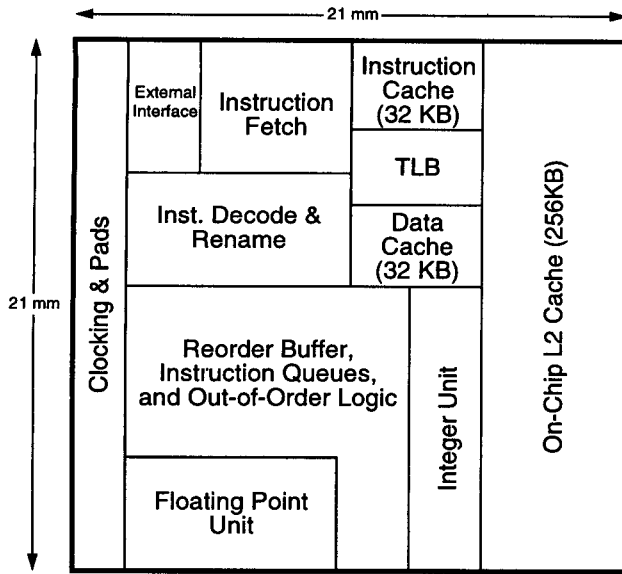 21 mm
21 mm
Clocking & Pads
External
Interface
Instruction
Fetch
Instruction
Cache
(32 KB)
TLB
Inst. Decode &
Rename
Data
Cache
(32 KB)
On-Chip L2 Cache (256KB)
Reorder Buffer,
Instruction Queues,
and Out-of-Order Logic
Integer Unit
Floating Point
Unit